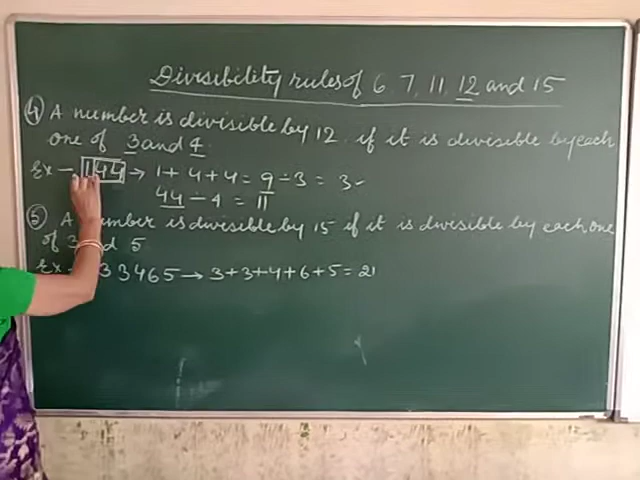 Divisibility rules of 6, 7, 11, 12 and 15
④ A number is divisible by 12 if it is divisible by each
one of 3 and 4.
Ex - 144 → 1 + 4 + 4 = 9 ÷ 3 = 3
44 ÷ 4 = 11
⑤ A number is divisible by 15 if it is divisible by each one
of 3 and 5
Ex - 33465 → 3+3+4+6+5 = 21